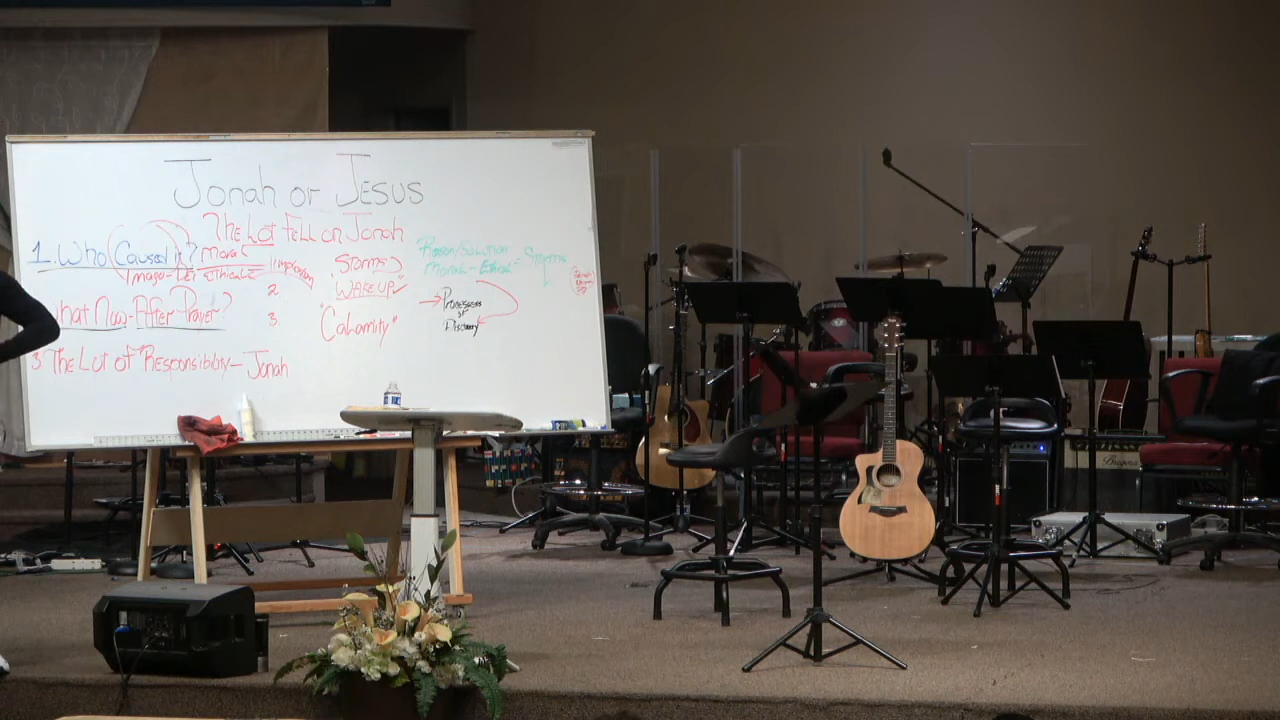 Jonah or Jesus
The Lot Fell on Jonah
1. Who Caused it? Moral
Imago-Dei Ethical
Storms
WAKE UP
"Calamity"
Reason/Solution
Moral-Ethical
Storms
→ Processes
of
Discovery
2.
What Now-After Prayer?
3.
3 The Lot of "Responsibility- Jonah